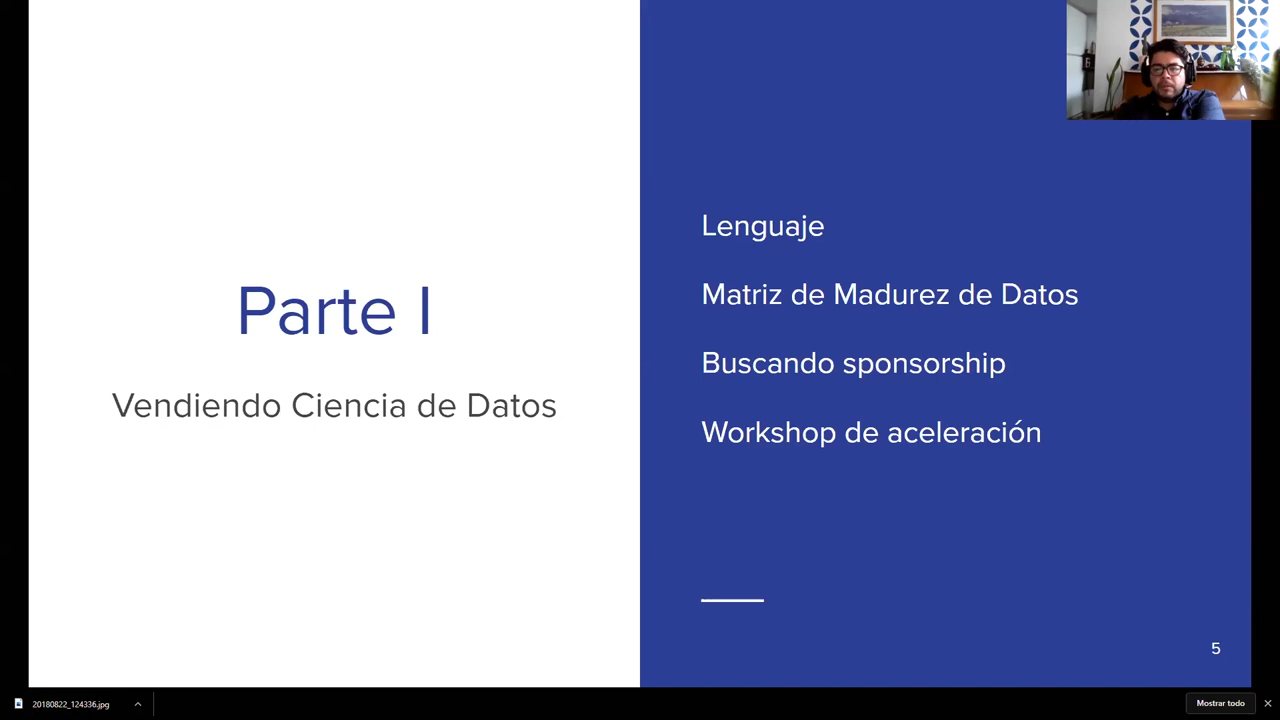 Parte I
Vendiendo Ciencia de Datos
Lenguaje
Matriz de Madurez de Datos
Buscando sponsorship
Workshop de aceleración
5
20180822_124336.jpg
Mostrar todo